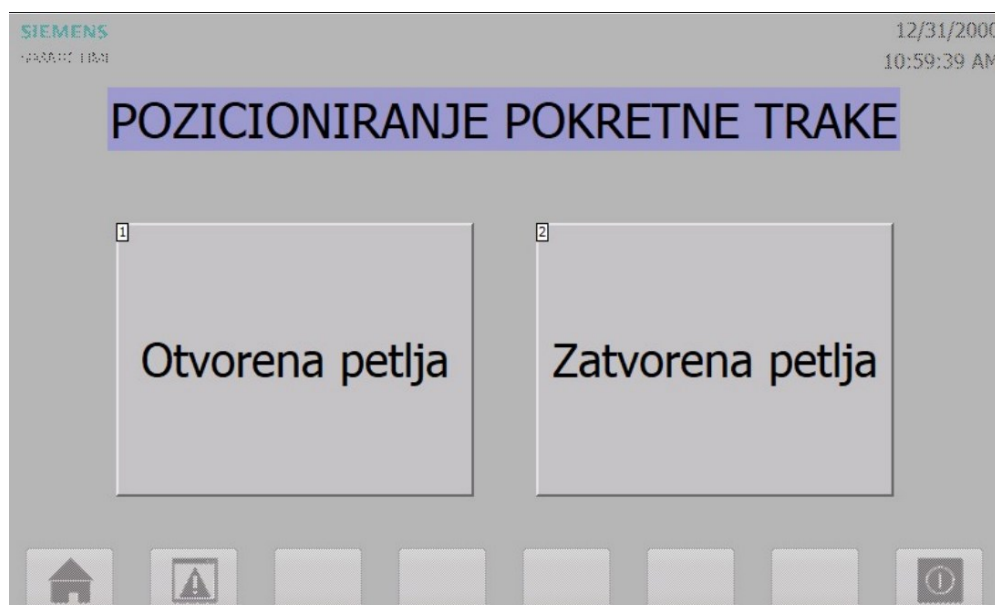 SIEMENS
12/31/2000
10:59:39 AM
POZICIONIRANJE POKRETNE TRAKE
1
2
Otvorena petlja
Zatvorena petlja